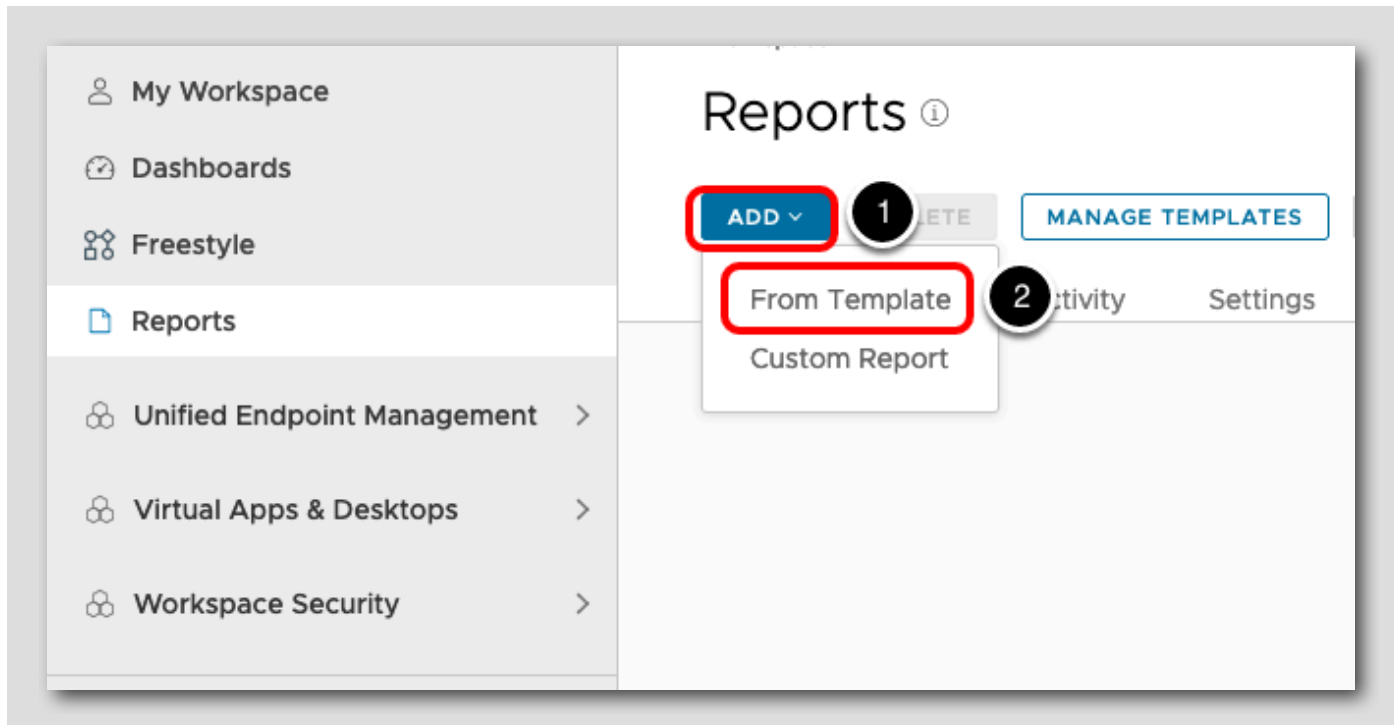 My Workspace
Dashboards
Freestyle
Reports
Unified Endpoint Management
Virtual Apps & Desktops
Workspace Security
Reports
ADD
1
MANAGE TEMPLATES
From Template
2
Settings
Custom Report